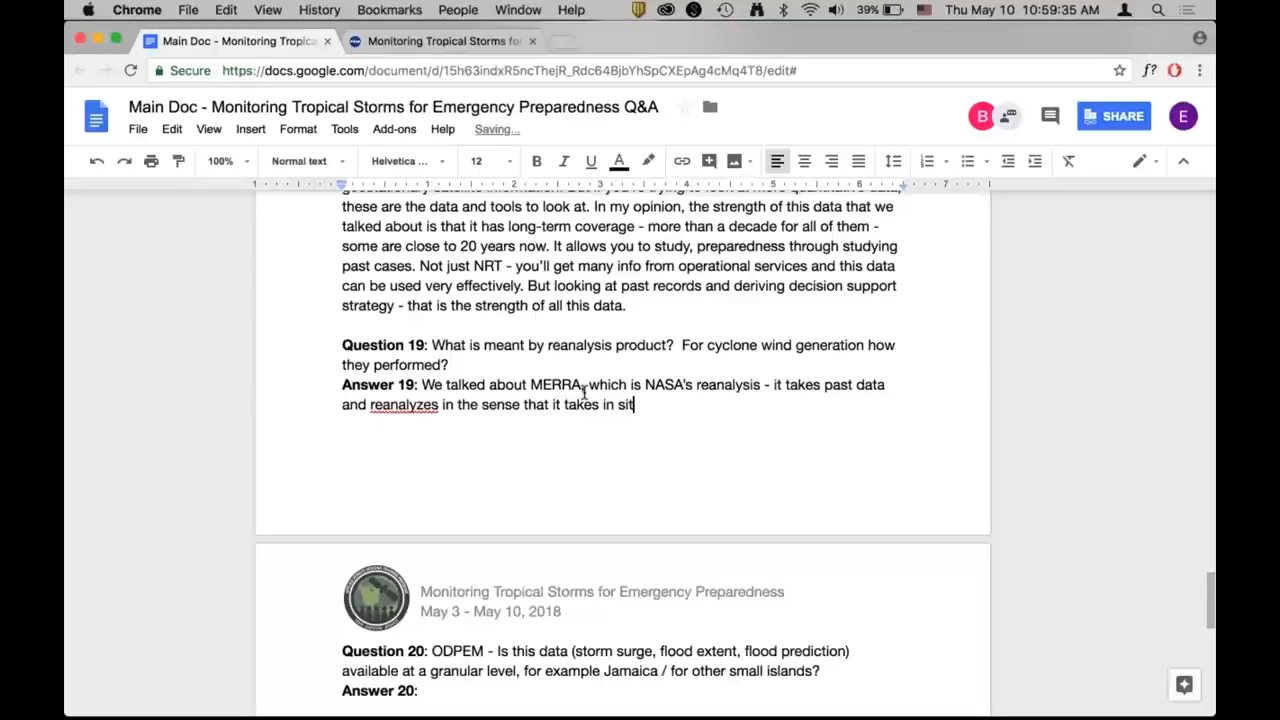 Chrome File Edit View History Bookmarks People Window Help 39% Thu May 10 10:59:35 AM
Main Doc - Monitoring Tropica × Monitoring Tropical Storms for ×
Secure https://docs.google.com/document/d/15h63indxR5ncThejR_Rdc64BjbYhSpCXEpAg4cMq4T8/edit# f?
Main Doc - Monitoring Tropical Storms for Emergency Preparedness Q&A
B SHARE E
File Edit View Insert Format Tools Add-ons Help Saving...
100% Normal text Helvetica ... 12 B I U A
1 1 2 3 4 5 6 7
these are the data and tools to look at. In my opinion, the strength of this data that we
talked about is that it has long-term coverage - more than a decade for all of them -
some are close to 20 years now. It allows you to study, preparedness through studying
past cases. Not just NRT - you'll get many info from operational services and this data
can be used very effectively. But looking at past records and deriving decision support
strategy - that is the strength of all this data.
Question 19: What is meant by reanalysis product?  For cyclone wind generation how
they performed?
Answer 19: We talked about MERRA, which is NASA's reanalysis - it takes past data
and reanalyzes in the sense that it takes in sit
Monitoring Tropical Storms for Emergency Preparedness
May 3 - May 10, 2018
Question 20: ODPEM - Is this data (storm surge, flood extent, flood prediction)
available at a granular level, for example Jamaica / for other small islands?
Answer 20: